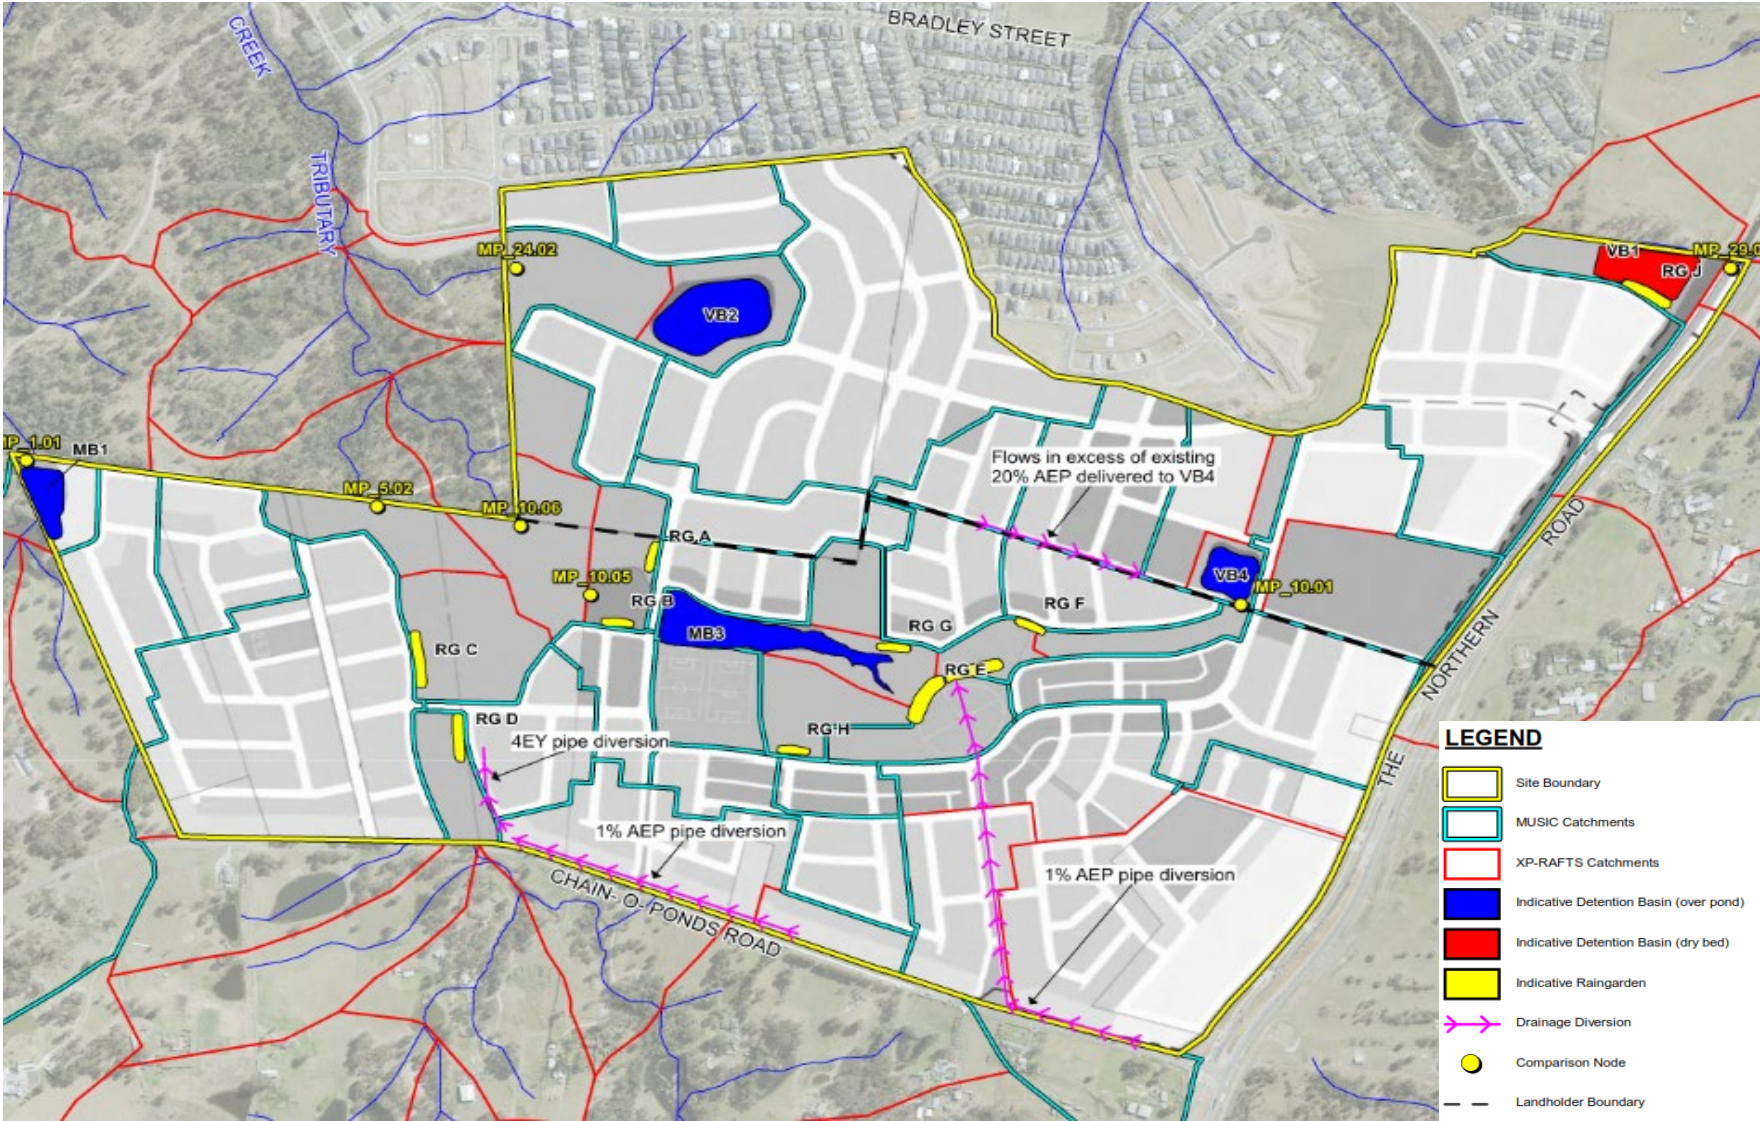 BRADLEY STREET
CREEK
TRIBUTARY
MP_24.02
VB2
VB1
MP_29.0
RG J
MP_1.01
MB1
MP_5.02
MP_10.06
Flows in excess of existing
20% AEP delivered to VB4
RG A
MP_10.05
RG B
MB3
RG G
RG F
VB4
MP_10.01
RG C
RG E
RG D
RG H
4EY pipe diversion
1% AEP pipe diversion
1% AEP pipe diversion
CHAIN- O- PONDS ROAD
THE NORTHERN ROAD
LEGEND
Site Boundary
MUSIC Catchments
XP-RAFTS Catchments
Indicative Detention Basin (over pond)
Indicative Detention Basin (dry bed)
Indicative Raingarden
Drainage Diversion
Comparison Node
Landholder Boundary